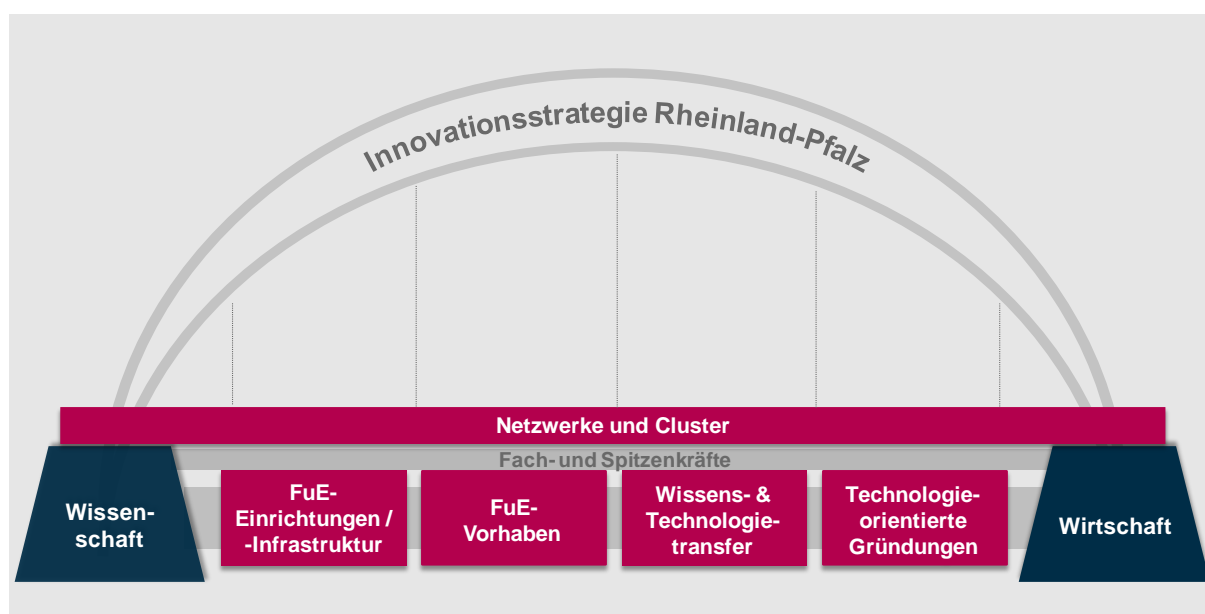 Innovationsstrategie Rheinland-Pfalz
Netzwerke und Cluster
Fach- und Spitzenkräfte
Wissen-
schaft
FuE-
Einrichtungen /
-Infrastruktur
FuE-
Vorhaben
Wissens- &
Technologie-
transfer
Technologie-
orientierte
Gründungen
Wirtschaft